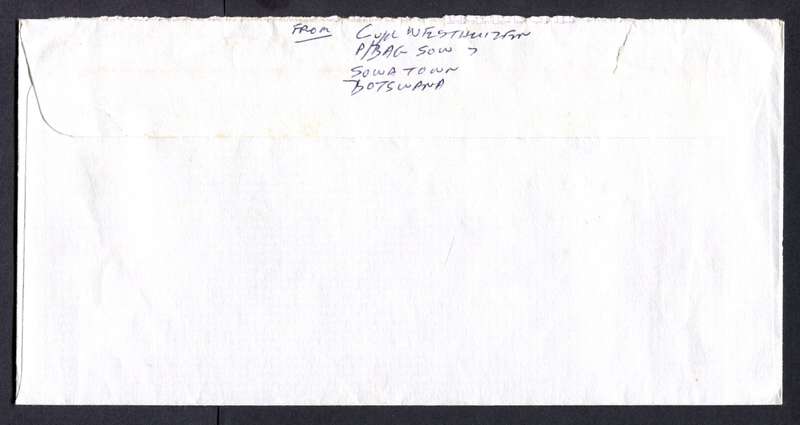 FROM C v/d WESTHUIZEN
P/BAG SOW 7
SOWA TOWN
BOTSWANA